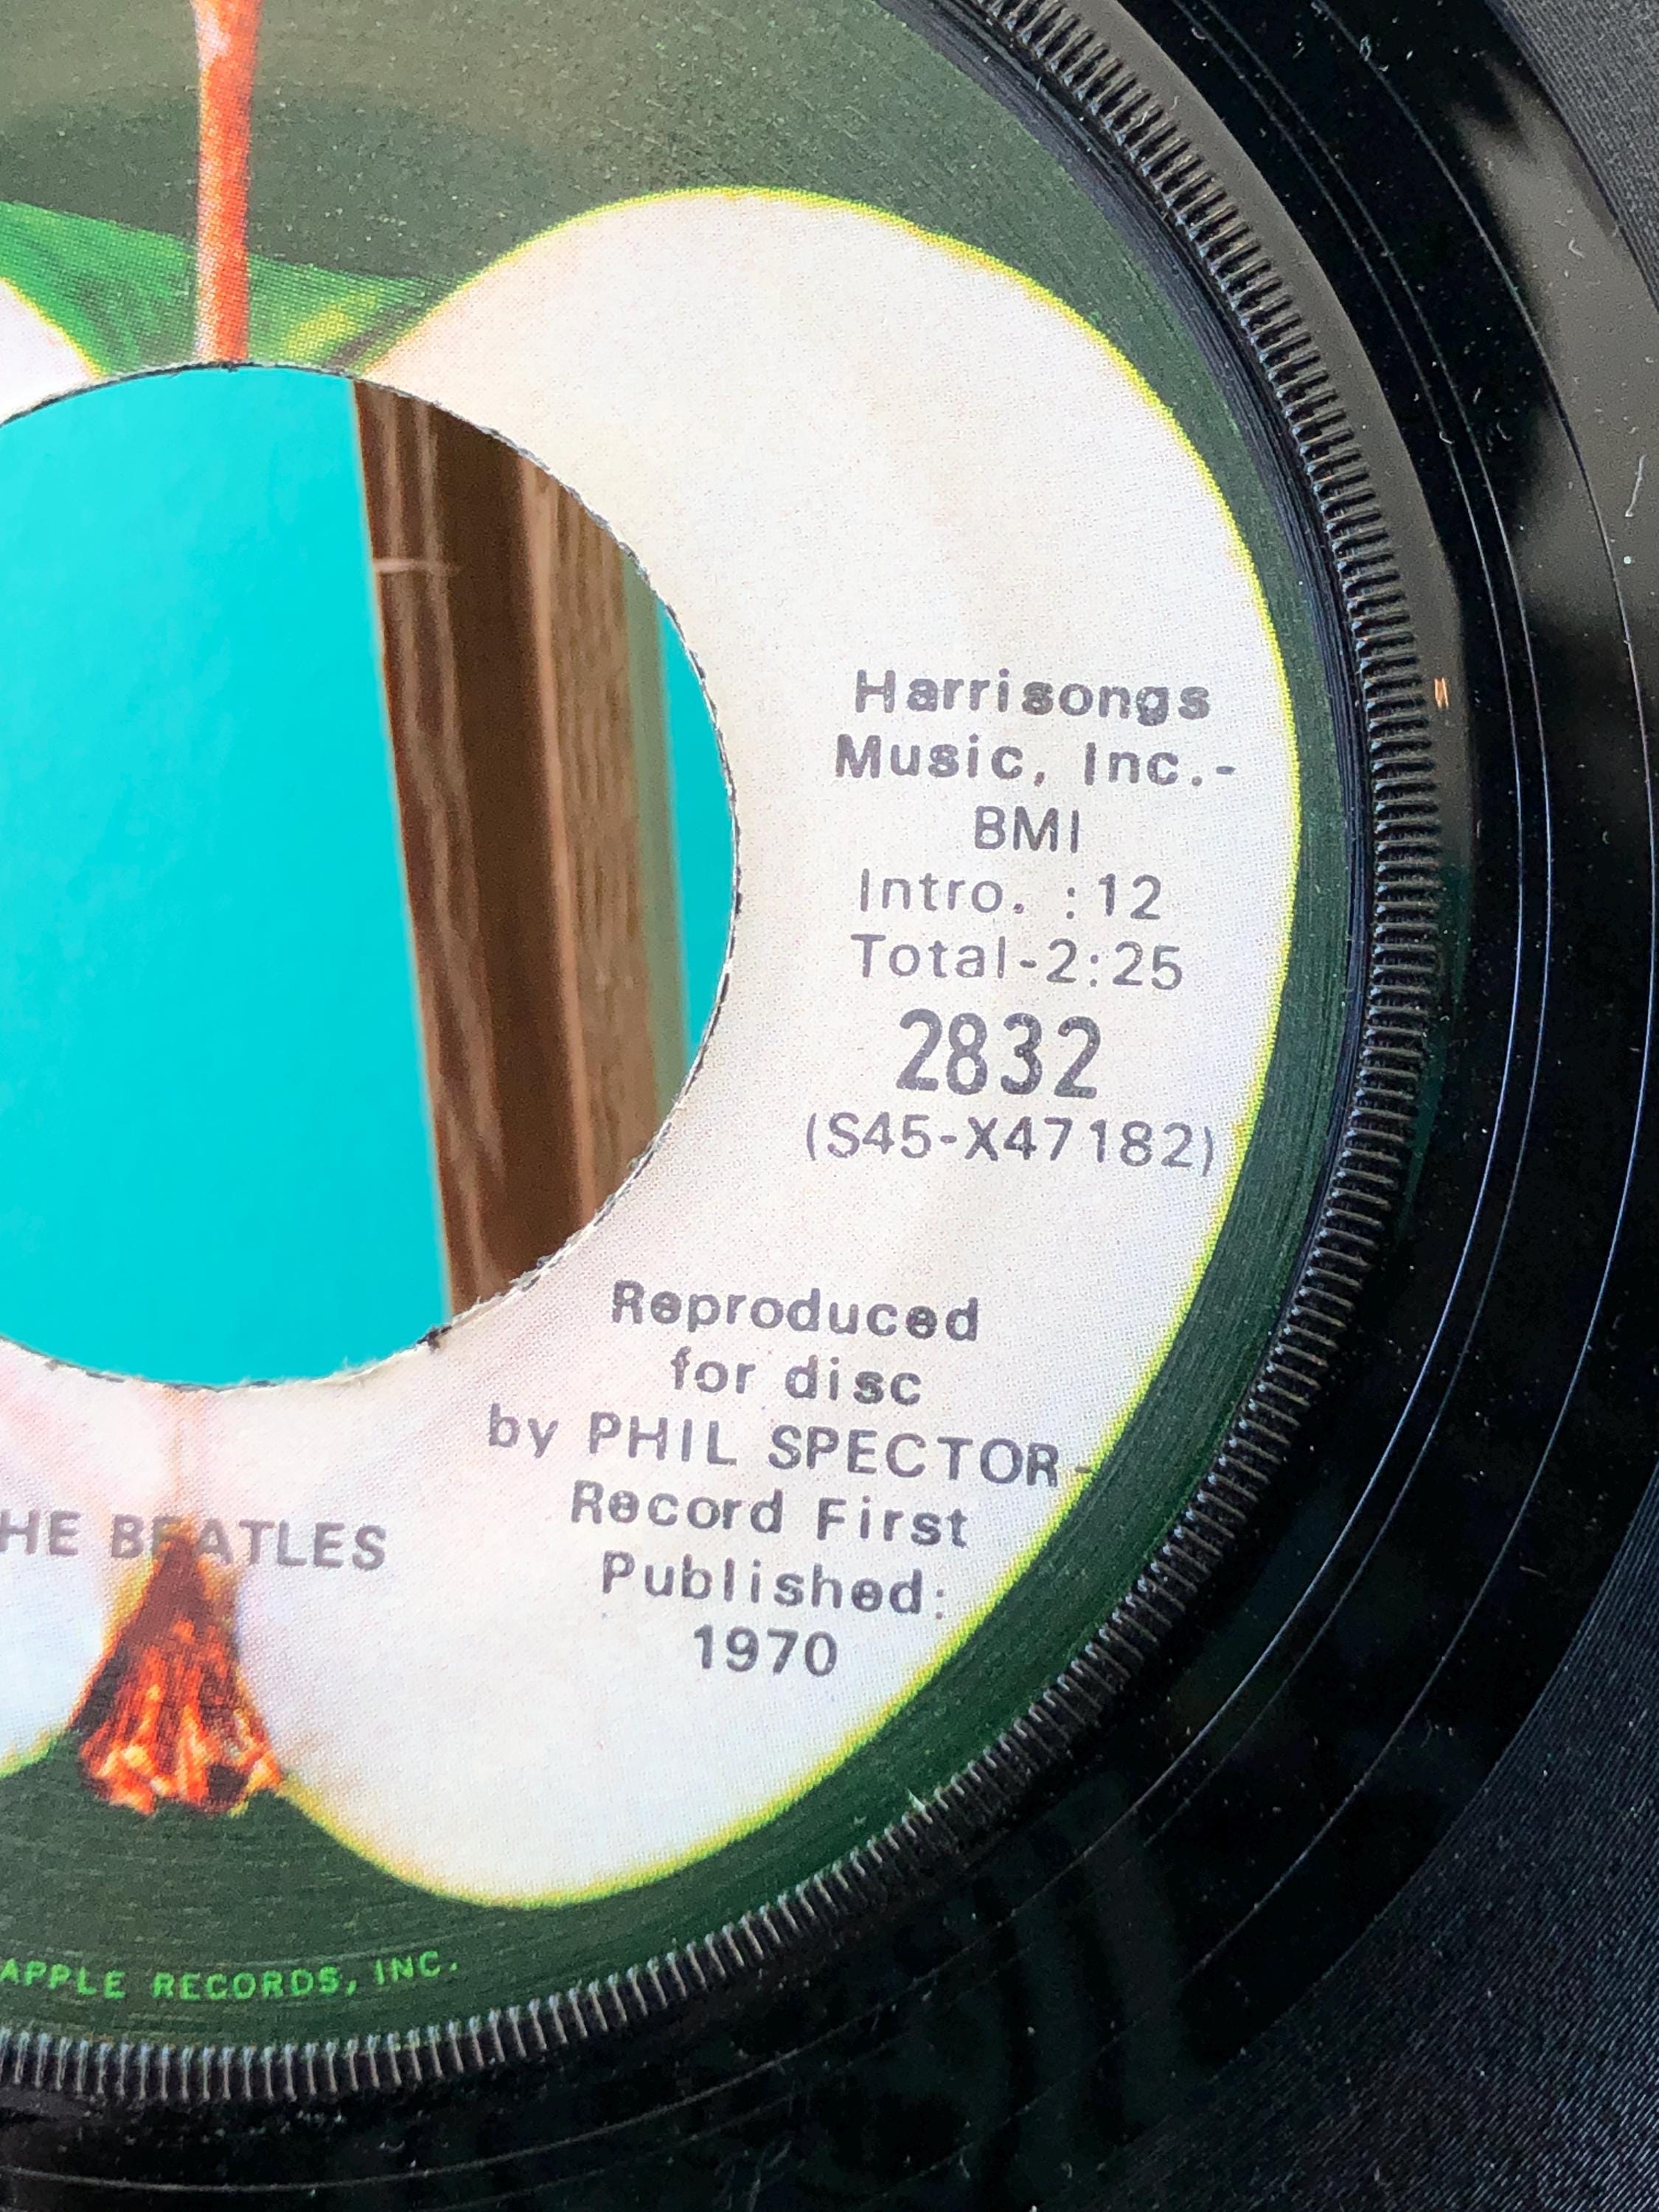 Harrisongs
Music, Inc.-
BMI
Intro. :12
Total-2:25
2832
(S45-X47182)
Reproduced
for disc
by PHIL SPECTOR-
Record First
Published:
1970
HE BEATLES
APPLE RECORDS, INC.